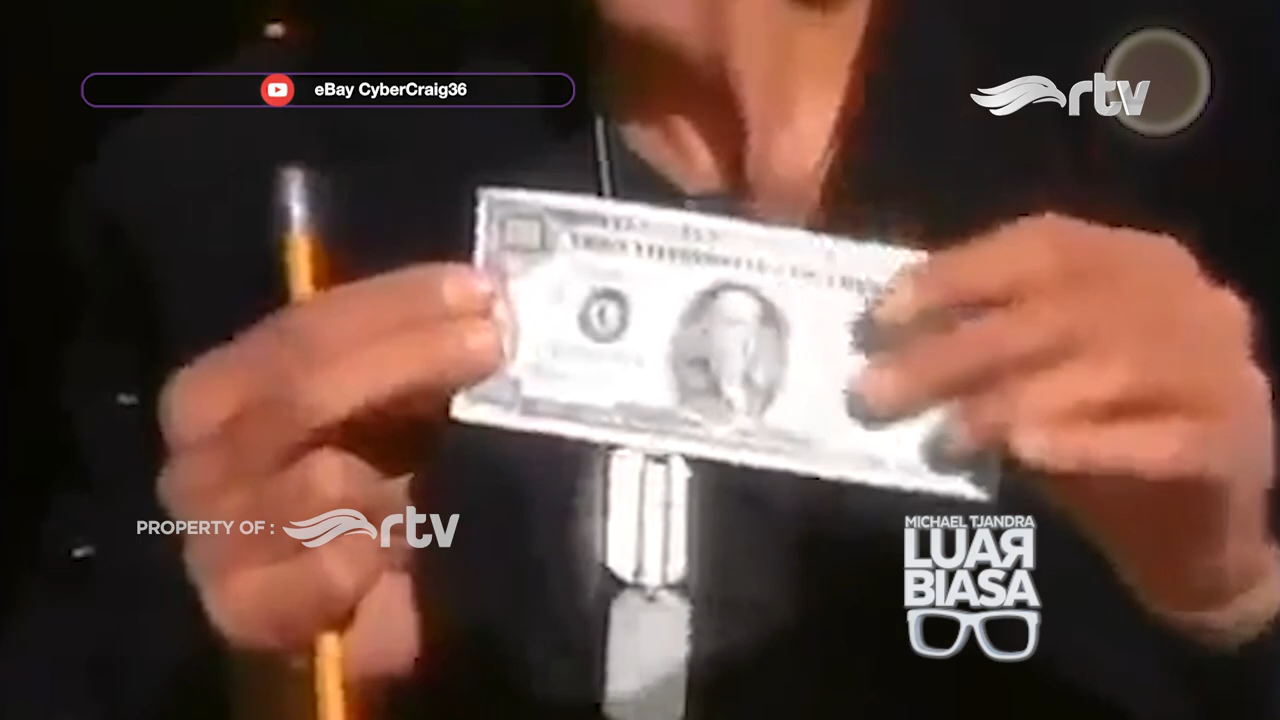 eBay CyberCraig36
rtv
PROPERTY OF : rtv
MICHAEL TJANDRA
LUAR
BIASA